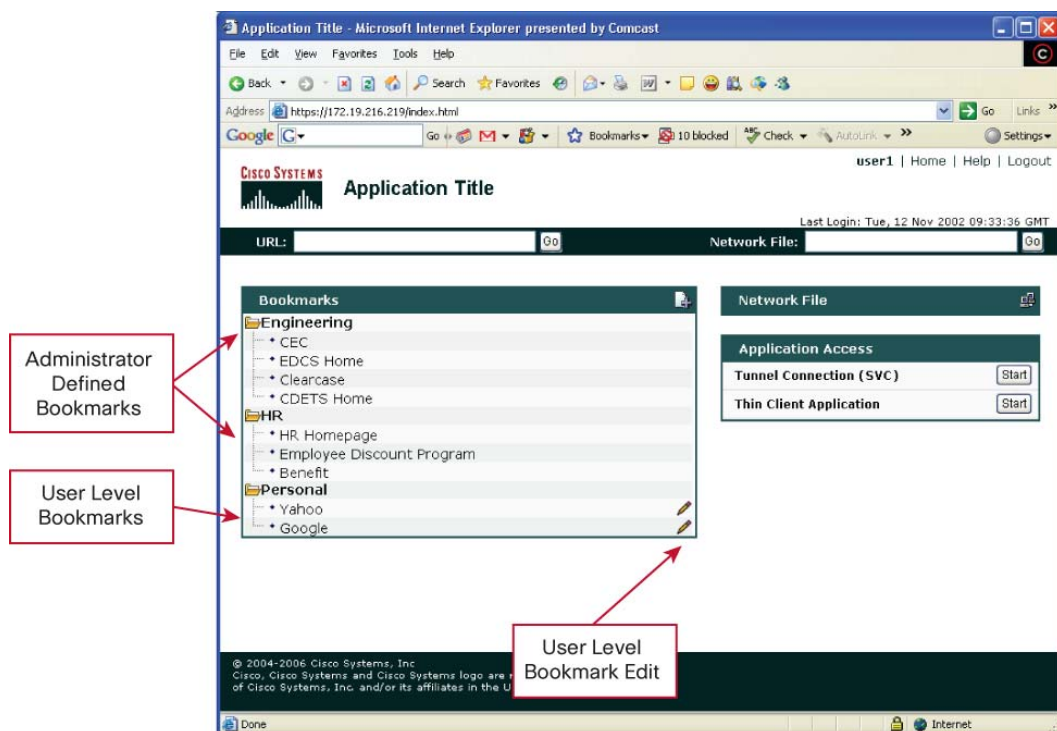 Application Title - Microsoft Internet Explorer presented by Comcast
File Edit View Favorites Tools Help
Back Search Favorites
Address https://172.19.216.219/index.html Go Links
Google G Go Bookmarks 10 blocked ABC Check AutoLink Settings
user1 | Home | Help | Logout
CISCO SYSTEMS
Application Title
Last Login: Tue, 12 Nov 2002 09:33:36 GMT
URL: Go Network File: Go
Bookmarks
Engineering
CEC
EDCS Home
Clearcase
CDETS Home
HR
HR Homepage
Employee Discount Program
Benefit
Personal
Yahoo
Google
Network File
Application Access
Tunnel Connection (SVC) Start
Thin Client Application Start
Administrator
Defined
Bookmarks
User Level
Bookmarks
User Level
Bookmark Edit
© 2004-2006 Cisco Systems, Inc
Cisco, Cisco Systems and Cisco Systems logo are
of Cisco Systems, Inc. and/or its affiliates in the U
Done Internet